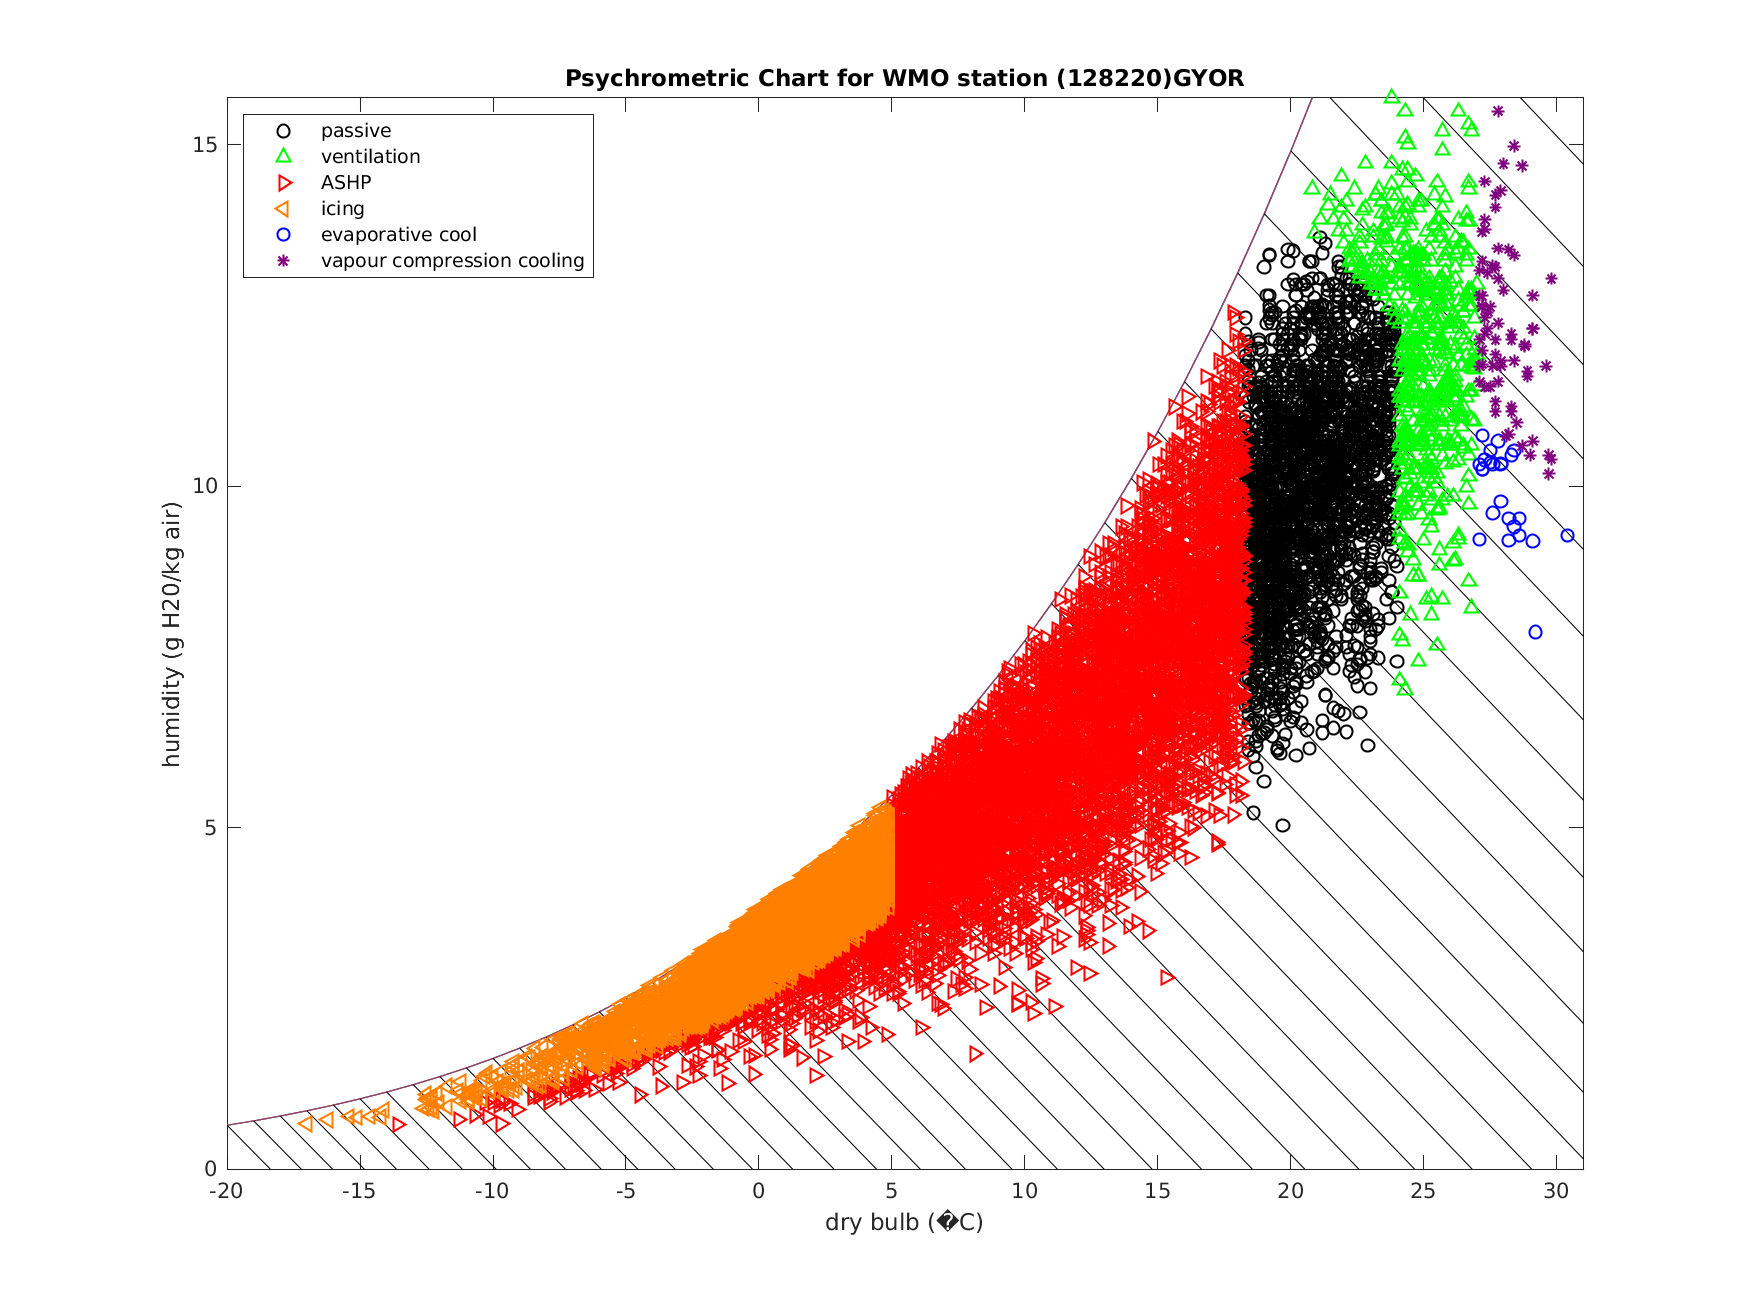 Psychrometric Chart for WMO station (128220)GYOR
passive
ventilation
ASHP
icing
evaporative cool
vapour compression cooling
15
10
5
0
humidity (g H20/kg air)
-20 -15 -10 -5 0 5 10 15 20 25 30
dry bulb (�C)